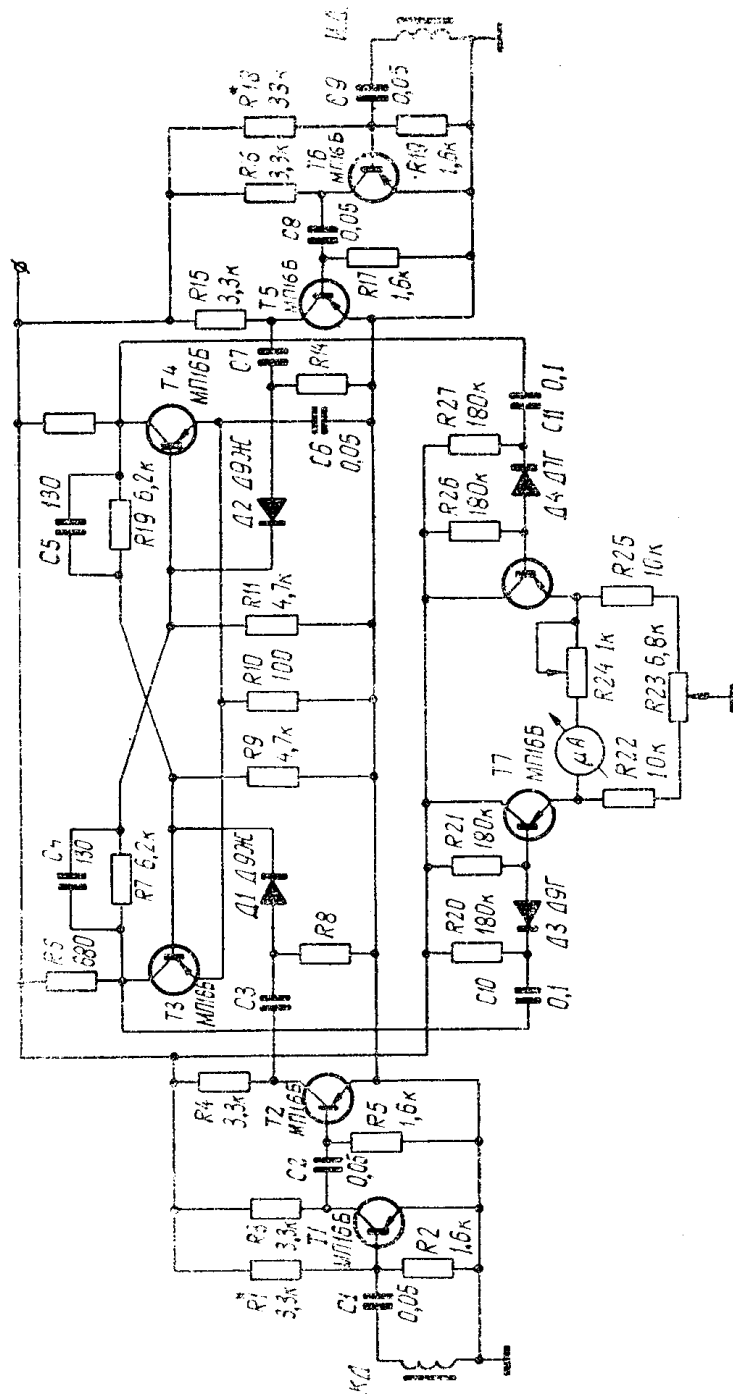 КД
C1
0,05
R1*
3,3к
R2
1,6к
R3
3,3к
T1
МП16Б
C2
0,05
R4
3,3к
T2
МП16Б
R5
1,6к
680
T3
МП16Б
C3
R8
C4
130
R7 6,2к
Д1 Д9Ж
R9
4,7к
R10
100
R11
4,7к
C5
130
R19 6,2к
T4
МП16Б
Д2 Д9Ж
C6
0,05
C7
R14
R15
3,3к
T5
МП16Б
C8
0,05
R17
1,6к
R16
3,3к
T6
МП16Б
R18*
33к
R19
1,6к
C9
0,05
C10
0,1
R20
180к
Д3 Д9Г
R21
180к
T7
МП16Б
μA
R22
10к
R23 6,8к
R24 1к
R25
10к
R26
180к
R27
180к
Д4 Д7Г
C11 0,1